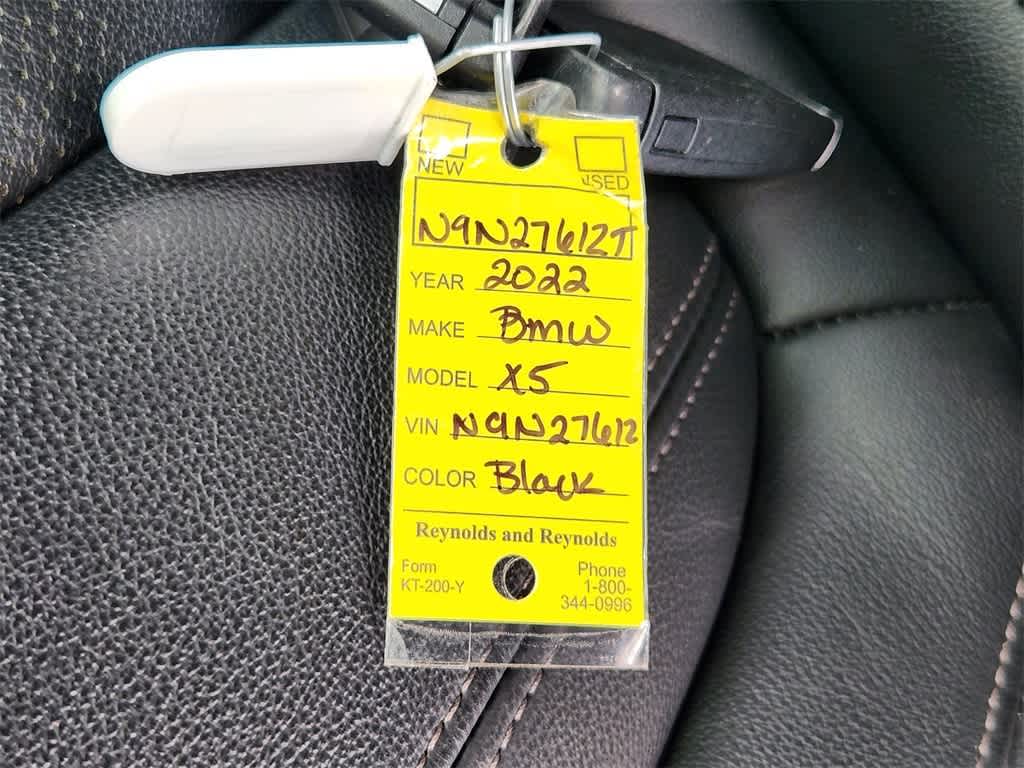 NEW USED
N9N27612T
YEAR 2022
MAKE BMW
MODEL X5
VIN N9N27612
COLOR Black
Reynolds and Reynolds
Form
KT-200-Y
Phone
1-800-
344-0996